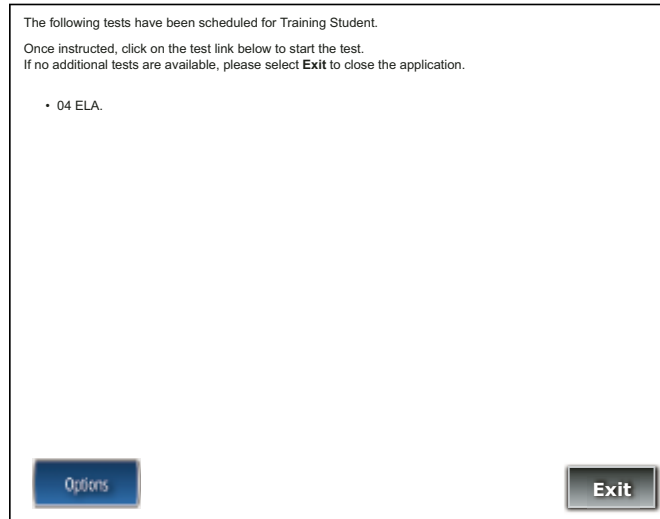 The following tests have been scheduled for Training Student.
Once instructed, click on the test link below to start the test.
If no additional tests are available, please select Exit to close the application.
• 04 ELA.
Options
Exit